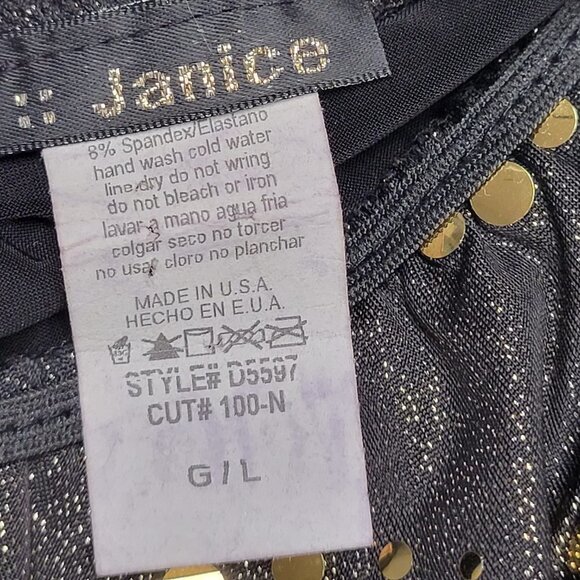 Janice
8% Spandex/Elastano
hand wash cold water
line dry do not wring
do not bleach or iron
lavar a mano agua fria
colgar seco no torcer
no usar cloro no planchar
MADE IN U.S.A.
HECHO EN E.U.A.
STYLE# D5597
CUT# 100-N
G/L